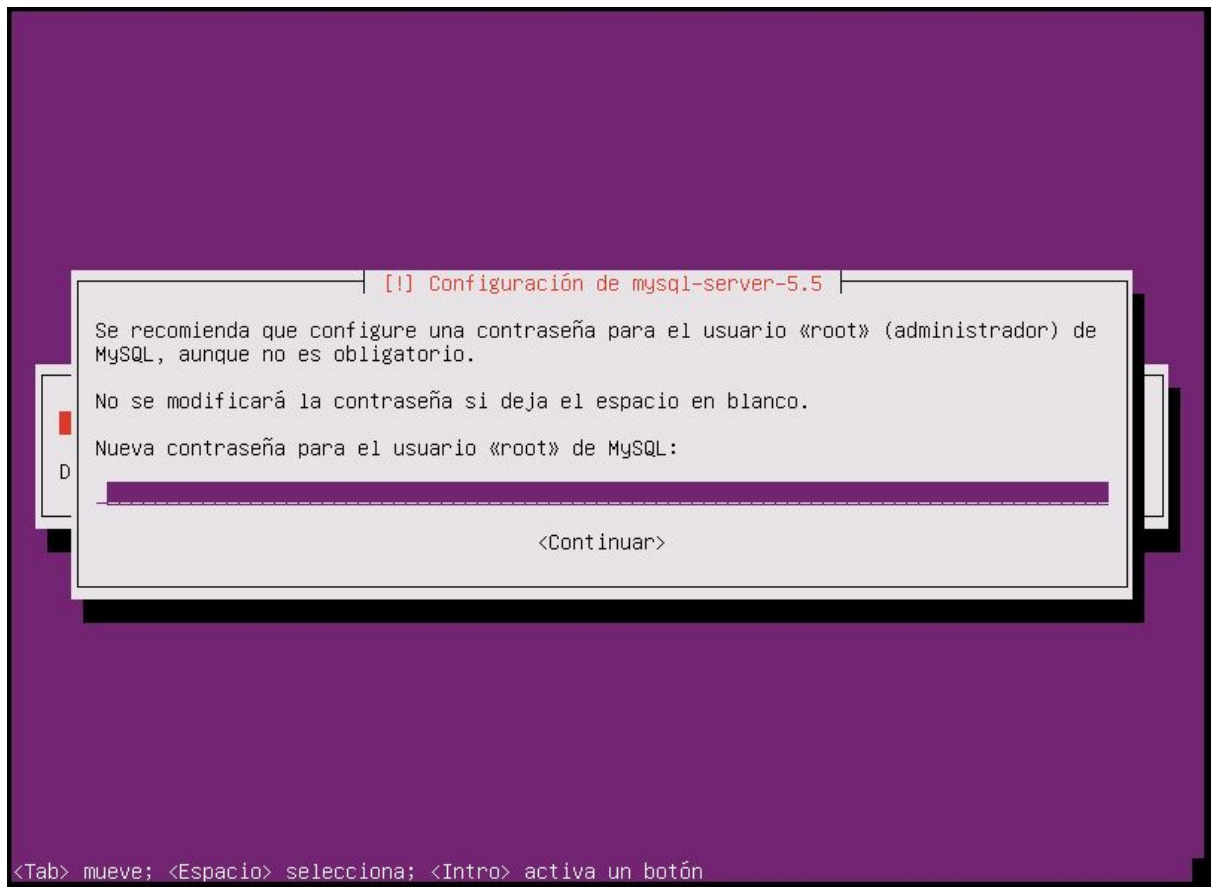 [!] Configuración de mysql-server-5.5
Se recomienda que configure una contraseña para el usuario «root» (administrador) de
MySQL, aunque no es obligatorio.
No se modificará la contraseña si deja el espacio en blanco.
Nueva contraseña para el usuario «root» de MySQL:
D
<Continuar>
<Tab> mueve; <Espacio> selecciona; <Intro> activa un botón